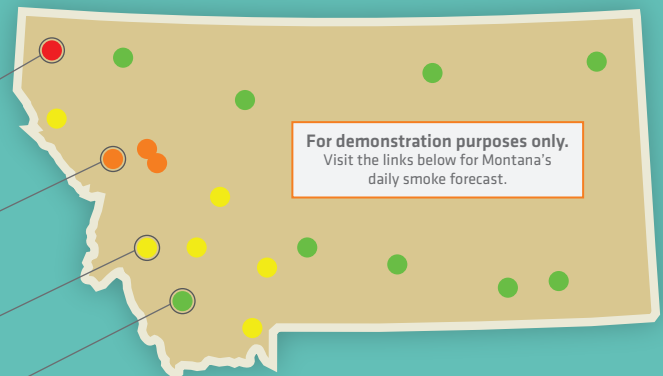 For demonstration purposes only.
Visit the links below for Montana's
daily smoke forecast.